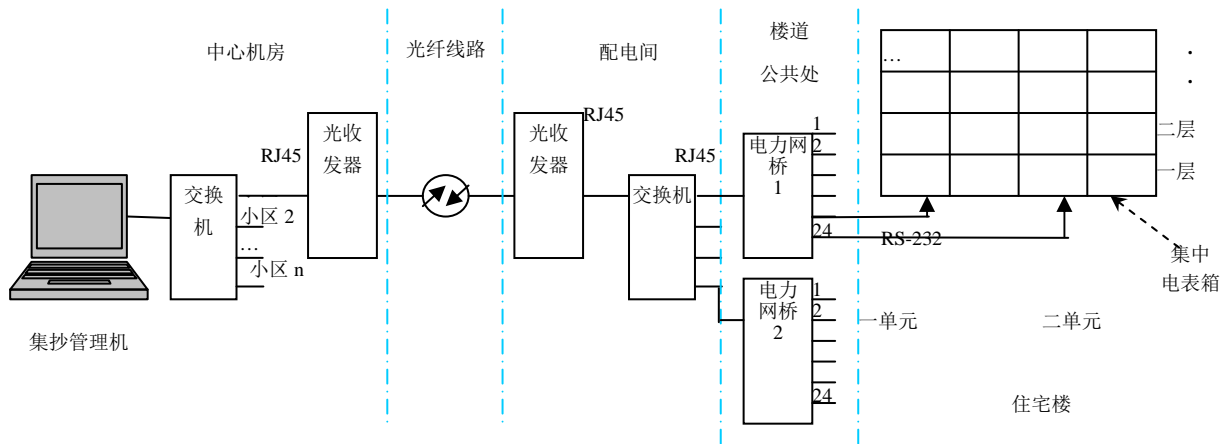 中心机房
光纤线路
配电间
楼道
公共处
…
·
·
二层
一层
RJ45
光收
发器
光收
发器
RJ45
RJ45
交换
机
…
小区 2
…
小区 n
交换机
电力网
桥
1
1
2
24
RS-232
集中
电表箱
电力
网桥
2
1
2
24
一单元
二单元
集抄管理机
住宅楼